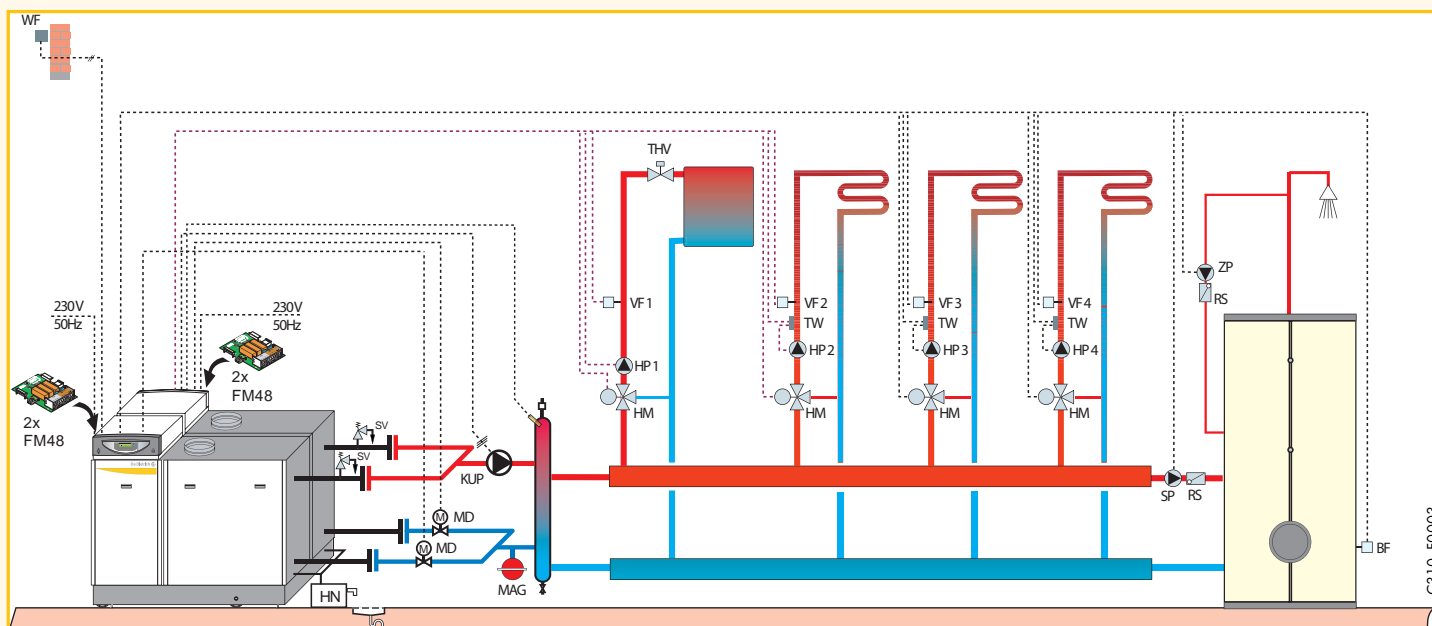 WF
THV
230V
50Hz
230V
50Hz
2x
FM48
2x
FM48
VF1
VF2
VF3
VF4
TW
TW
TW
HP1
HP2
HP3
HP4
HM
HM
HM
HM
ZP
RS
SV
SV
KUP
SP
RS
M
MD
M
MD
MAG
HN
BF